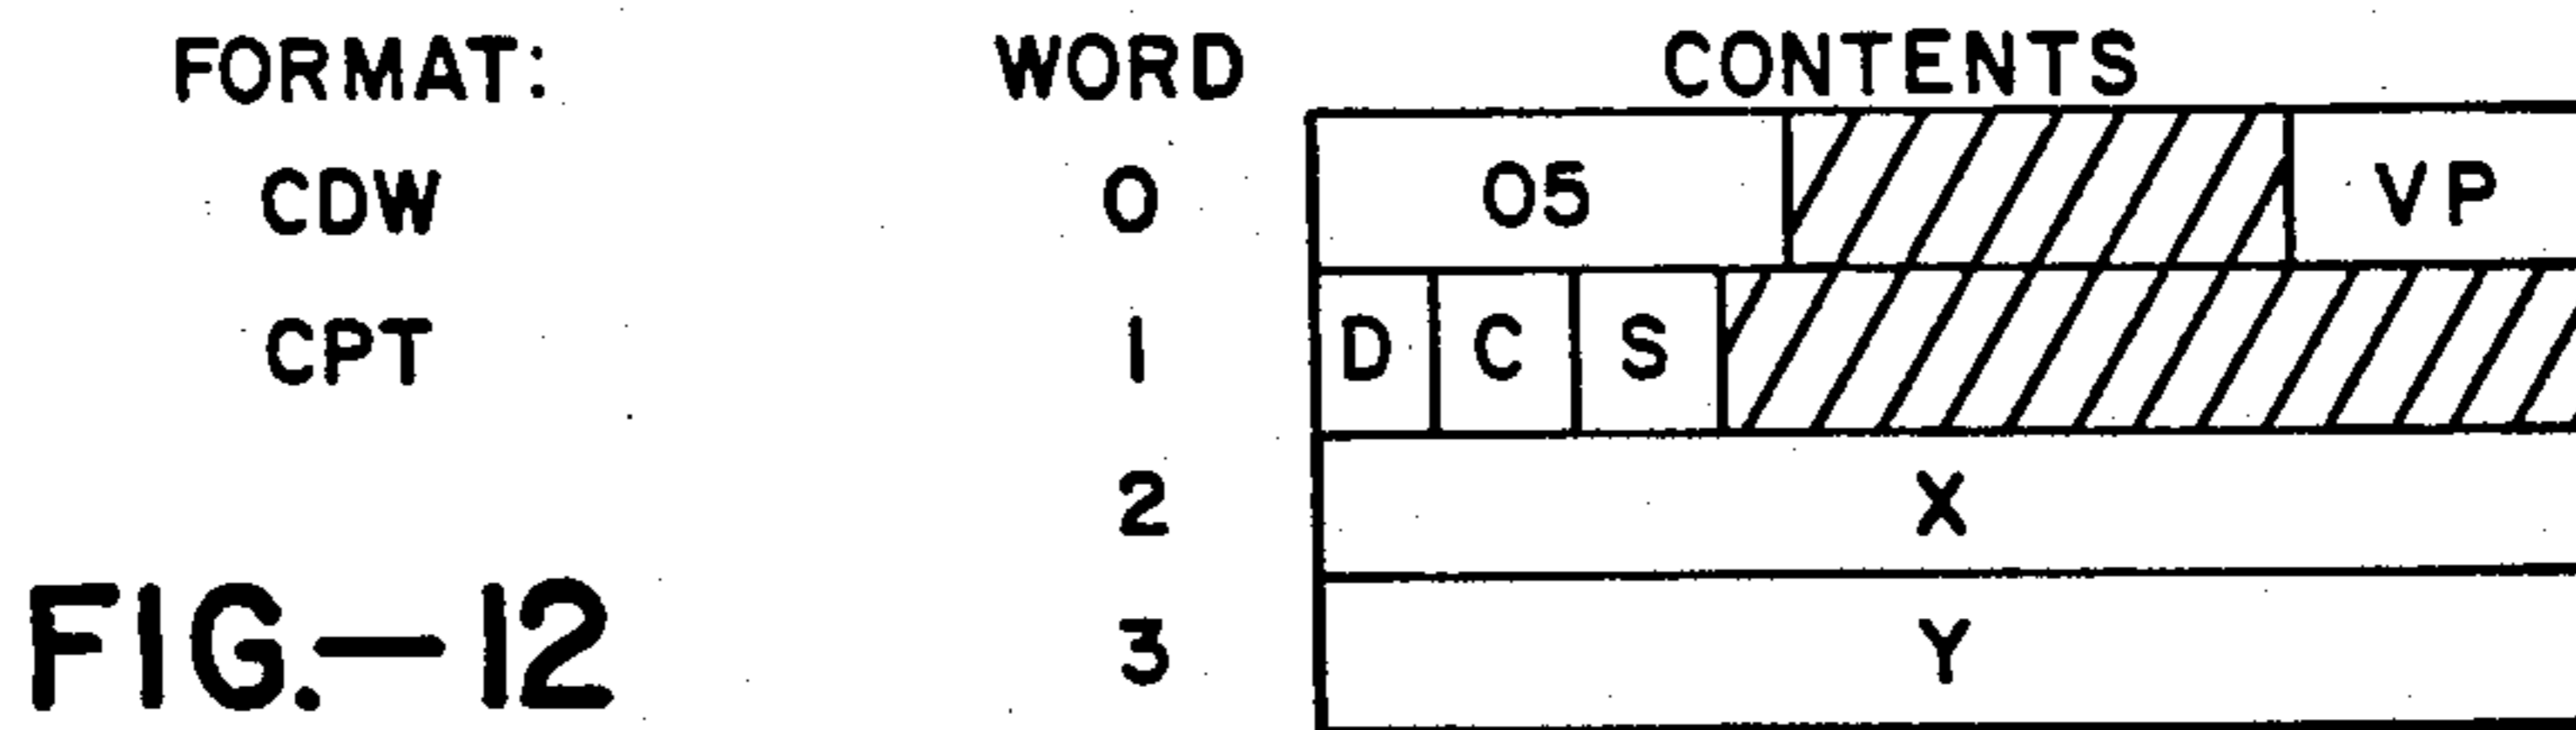 FORMAT: WORD CONTENTS
CDW 0 05 VP
CPT 1 D C S
2 X
3 Y
FIG.-12